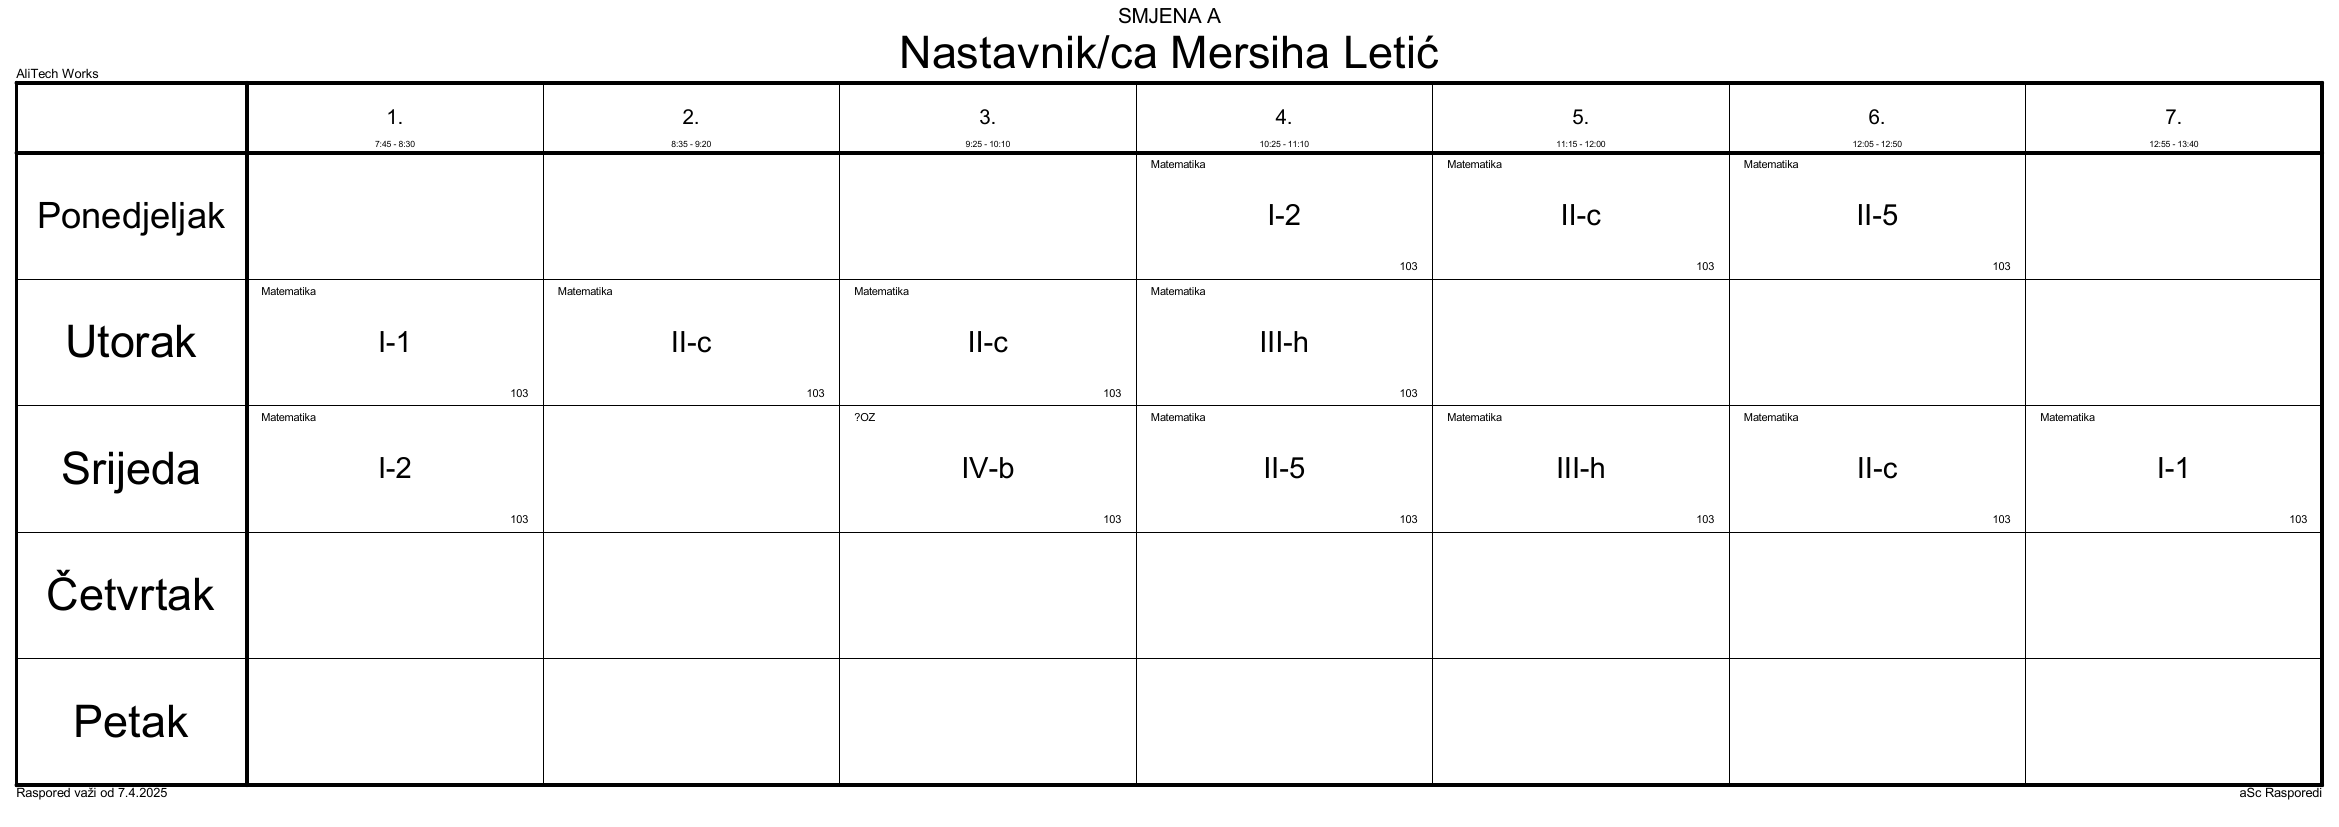 SMJENA A
Nastavnik/ca Mersiha Letić
AliTech Works
1. 2. 3. 4. 5. 6. 7.
7:45 - 8:30 8:35 - 9:20 9:25 - 10:10 10:25 - 11:10 11:15 - 12:00 12:05 - 12:50 12:55 - 13:40
Matematika Matematika Matematika
Ponedjeljak I-2 II-c II-5
103 103 103
Matematika Matematika Matematika Matematika
Utorak I-1 II-c II-c III-h
103 103 103 103
Matematika ?OZ Matematika Matematika Matematika Matematika
Srijeda I-2 IV-b II-5 III-h II-c I-1
103 103 103 103 103 103
Četvrtak
Petak
Raspored važi od 7.4.2025 aSc Rasporedi